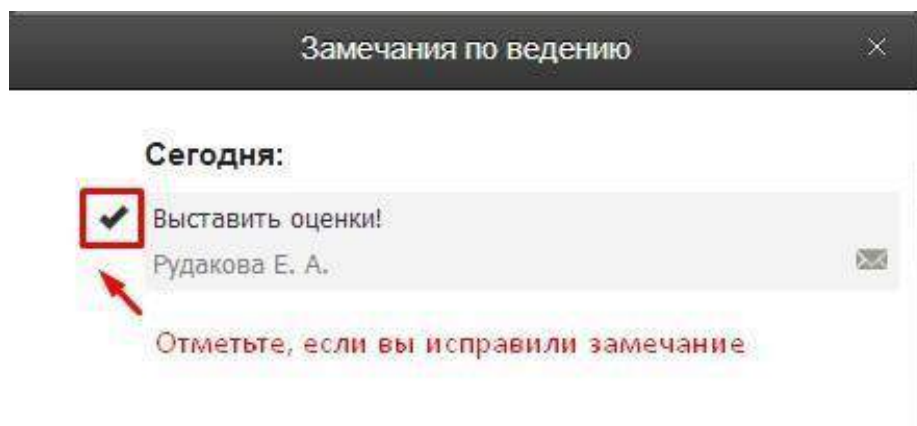 Замечания по ведению
Сегодня:
Выставить оценки!
Рудакова Е. А.
Отметьте, если вы исправили замечание